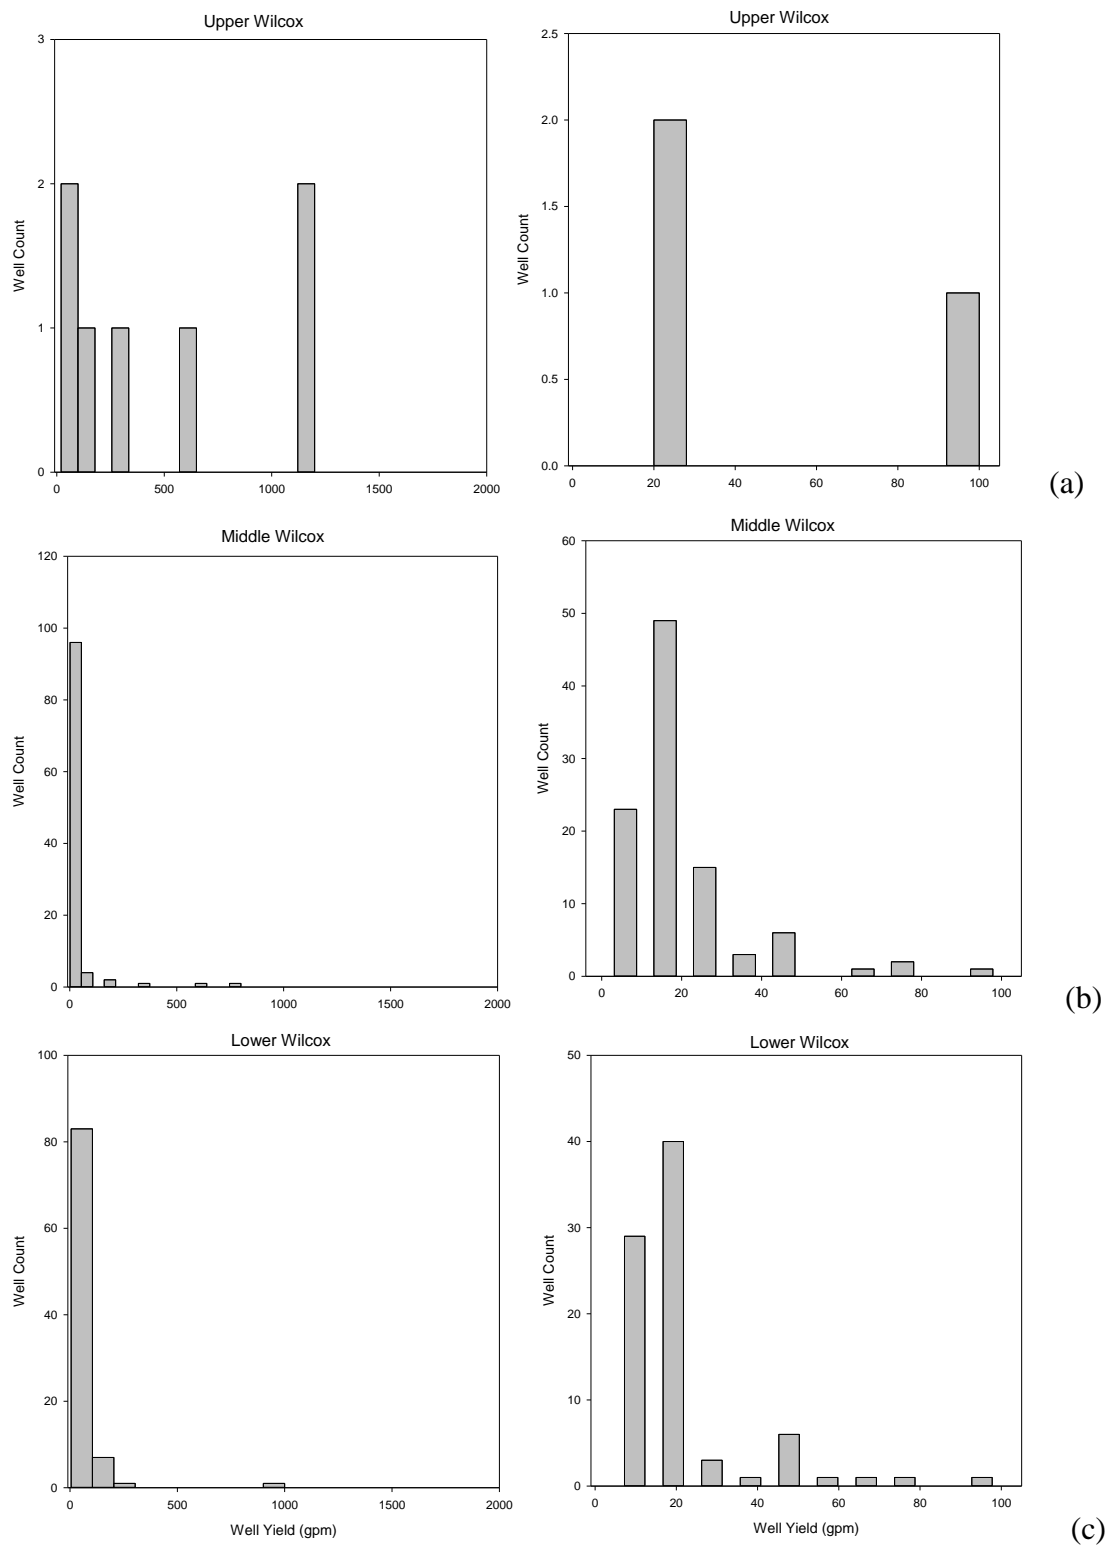 Upper Wilcox
3
2
1
0
Well Count
0 500 1000 1500 2000
Upper Wilcox
2.5
2.0
1.5
1.0
0.5
0.0
Well Count
0 20 40 60 80 100
(a)
Middle Wilcox
120
100
80
60
40
20
0
Well Count
0 500 1000 1500 2000
Middle Wilcox
60
50
40
30
20
10
0
Well Count
0 20 40 60 80 100
(b)
Lower Wilcox
100
80
60
40
20
0
Well Count
0 500 1000 1500 2000
Well Yield (gpm)
Lower Wilcox
50
40
30
20
10
0
Well Count
0 20 40 60 80 100
Well Yield (gpm)
(c)